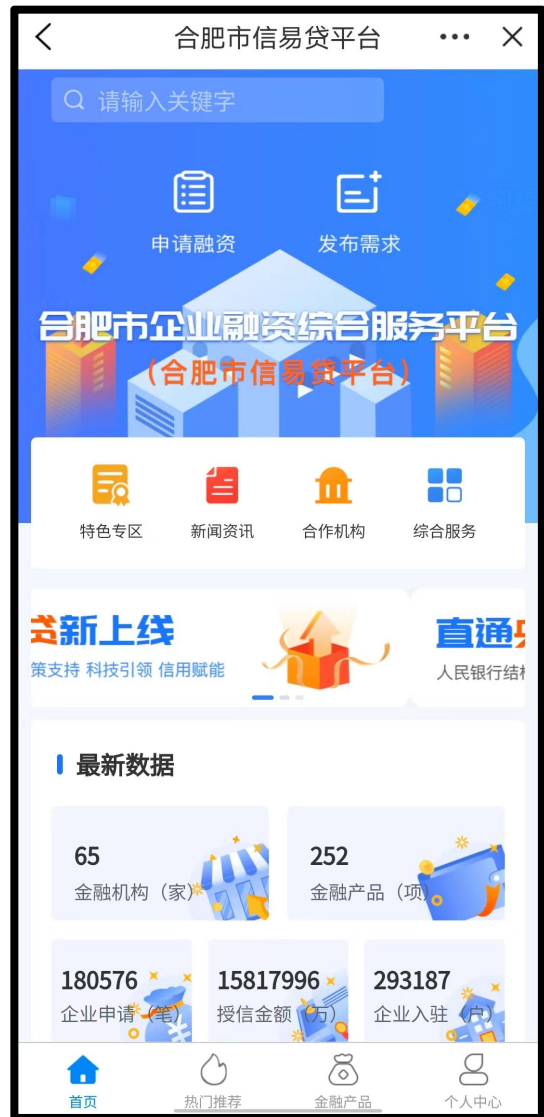 合肥市信易贷平台
请输入关键字
申请融资
发布需求
合肥市企业融资综合服务平台
(合肥市信易贷平台)
特色专区
新闻资讯
合作机构
综合服务
贷新上线
策支持 科技引领 信用赋能
直通
人民银行结
最新数据
65
金融机构（家）
252
金融产品（项）
180576
企业申请（笔）
15817996
授信金额（万）
293187
企业入驻（户）
首页
热门推荐
金融产品
个人中心